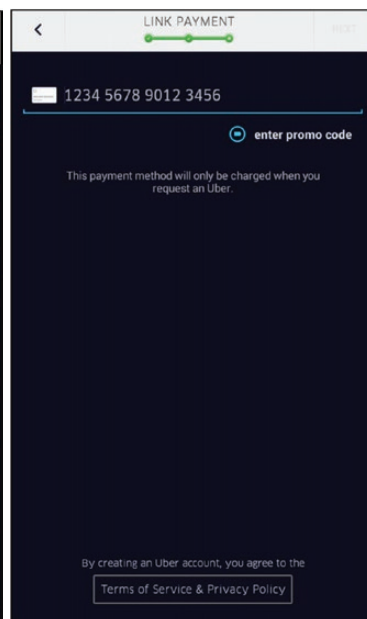 LINK PAYMENT
NEXT
1234 5678 9012 3456
enter promo code
This payment method will only be charged when you
request an Uber.
By creating an Uber account, you agree to the
Terms of Service & Privacy Policy